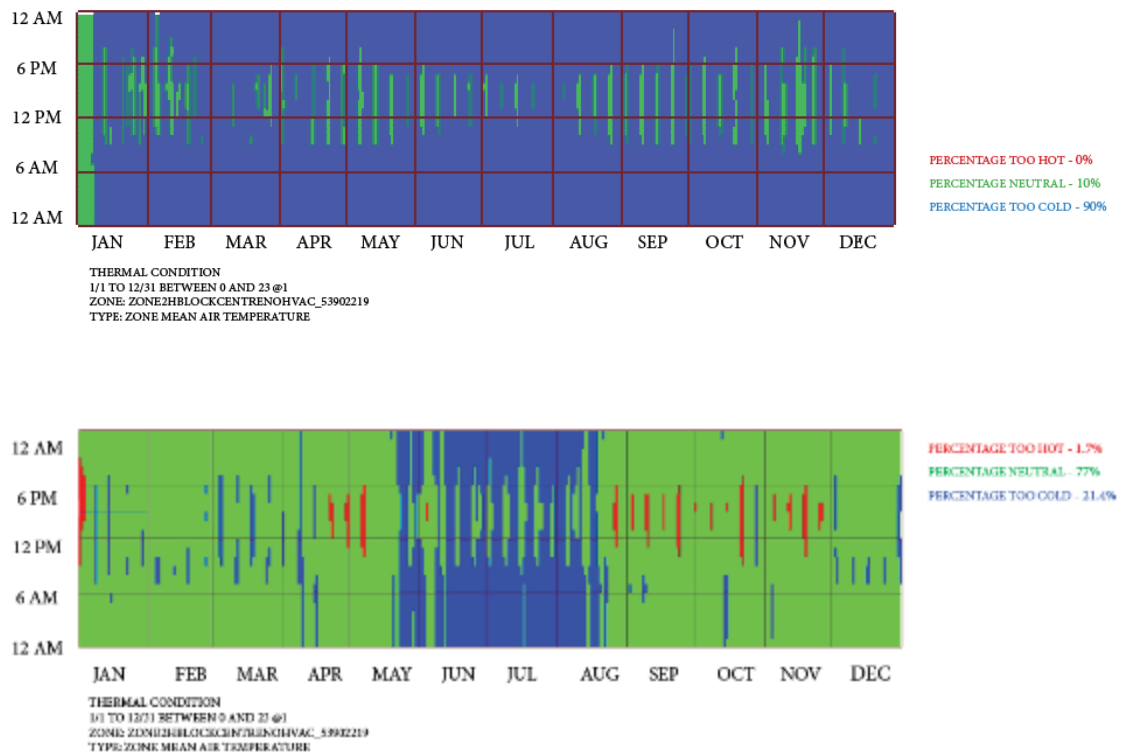 12 AM
6 PM
12 PM
6 AM
12 AM
JAN FEB MAR APR MAY JUN JUL AUG SEP OCT NOV DEC
PERCENTAGE TOO HOT - 0%
PERCENTAGE NEUTRAL - 10%
PERCENTAGE TOO COLD - 90%
THERMAL CONDITION
1/1 TO 12/31 BETWEEN 0 AND 23 @1
ZONE: ZONE2HBLOCKCENTRENOHVAC_53902219
TYPE: ZONE MEAN AIR TEMPERATURE
12 AM
6 PM
12 PM
6 AM
12 AM
JAN FEB MAR APR MAY JUN JUL AUG SEP OCT NOV DEC
PERCENTAGE TOO HOT - 1.7%
PERCENTAGE NEUTRAL - 77%
PERCENTAGE TOO COLD - 21.4%
THERMAL CONDITION
1/1 TO 12/31 BETWEEN 0 AND 23 @1
ZONE: ZONE2HBLOCKCENTRENOHVAC_53902219
TYPE: ZONE MEAN AIR TEMPERATURE